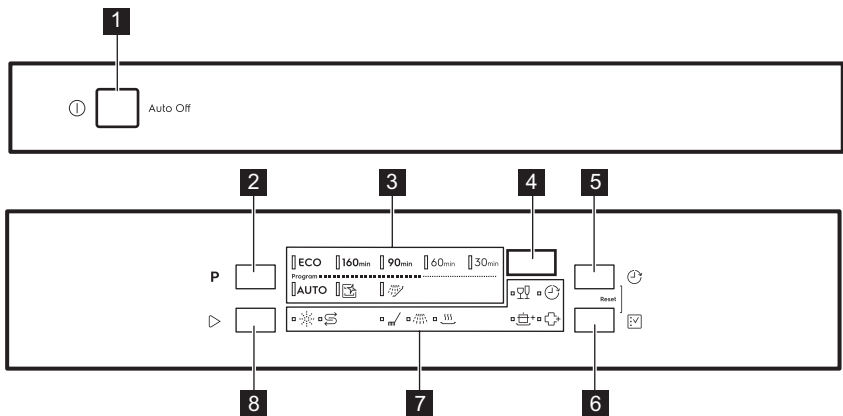 1
Auto Off
2 3 4 5
ECO 160min 90min 60min 30min
P
Program
AUTO
Reset
8 7 6